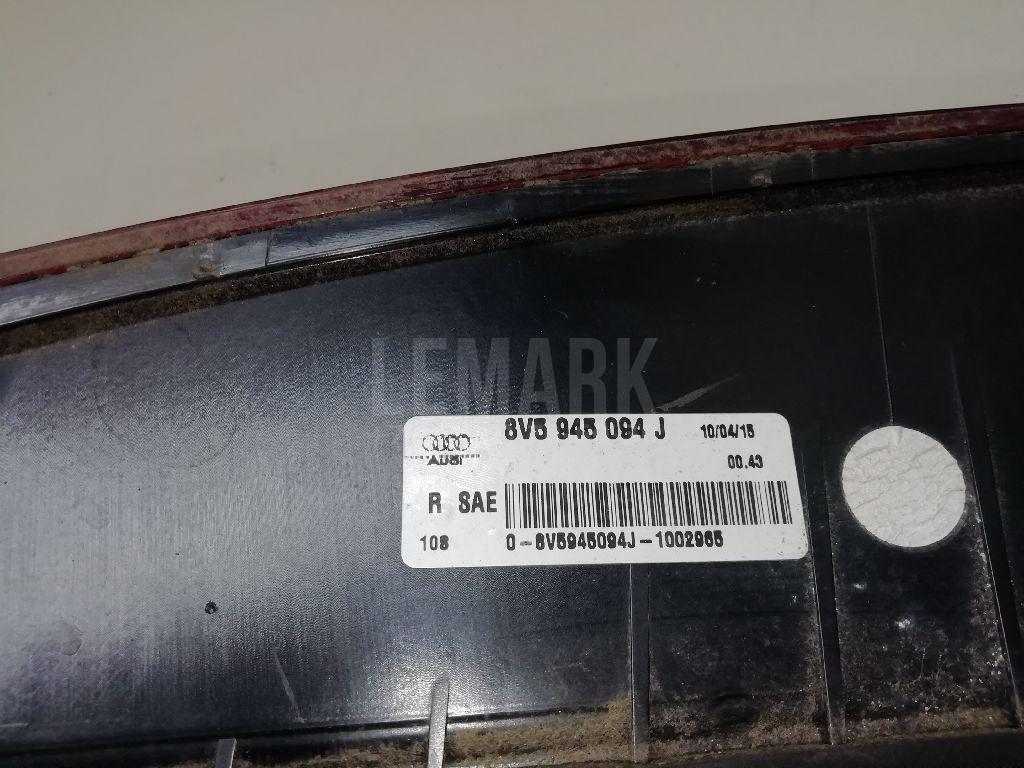 LEMARK
8V5 945 094 J 10/04/15
AUDI 00.43
R SAE
108 0-8V5945094J-1002965